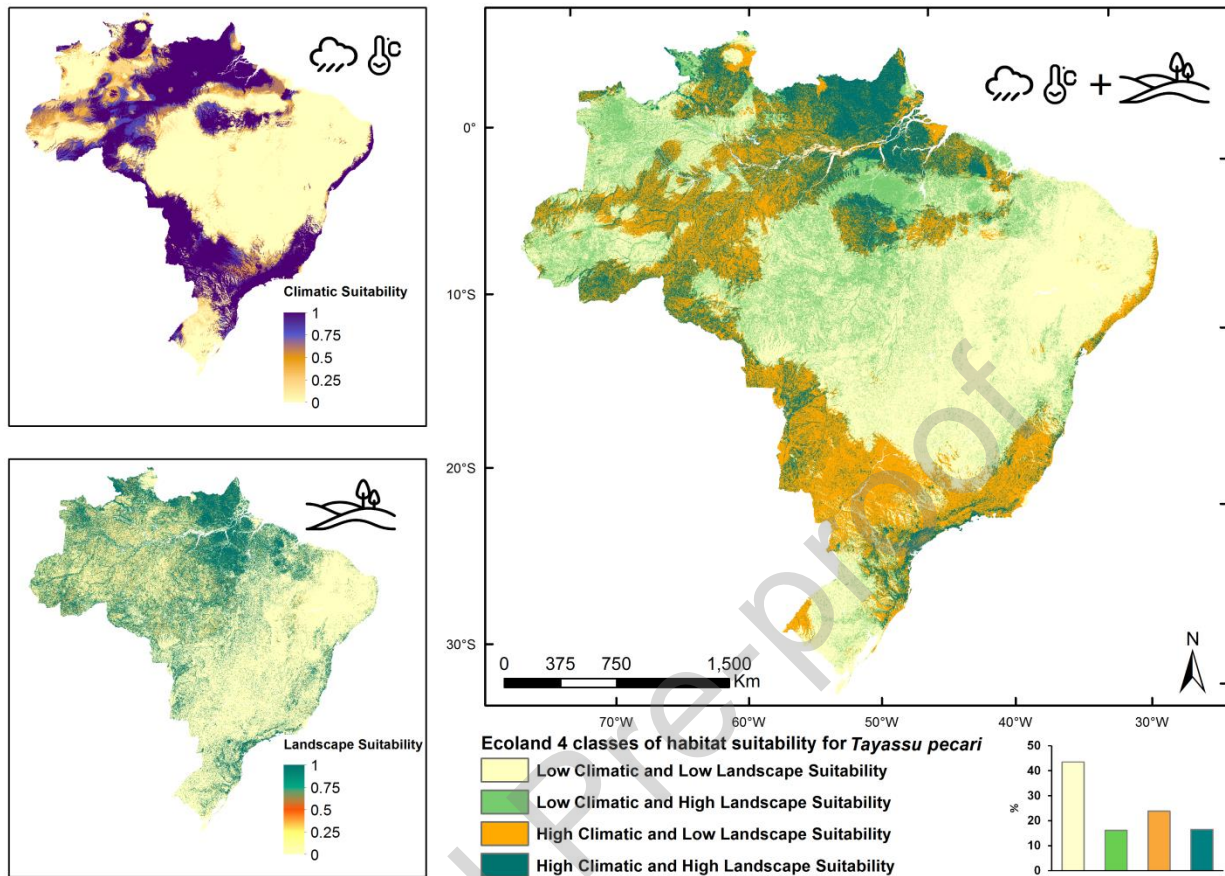 °C
Climatic Suitability
1
0.75
0.5
0.25
0
Landscape Suitability
1
0.75
0.5
0.25
0
°C +
0°
10°S
20°S
30°S
0 375 750 1,500
Km
N
70°W 60°W 50°W 40°W 30°W
Pre-proof
Ecoland 4 classes of habitat suitability for Tayassu pecari
Low Climatic and Low Landscape Suitability
Low Climatic and High Landscape Suitability
High Climatic and Low Landscape Suitability
High Climatic and High Landscape Suitability
50
40
30
20
10
0
%